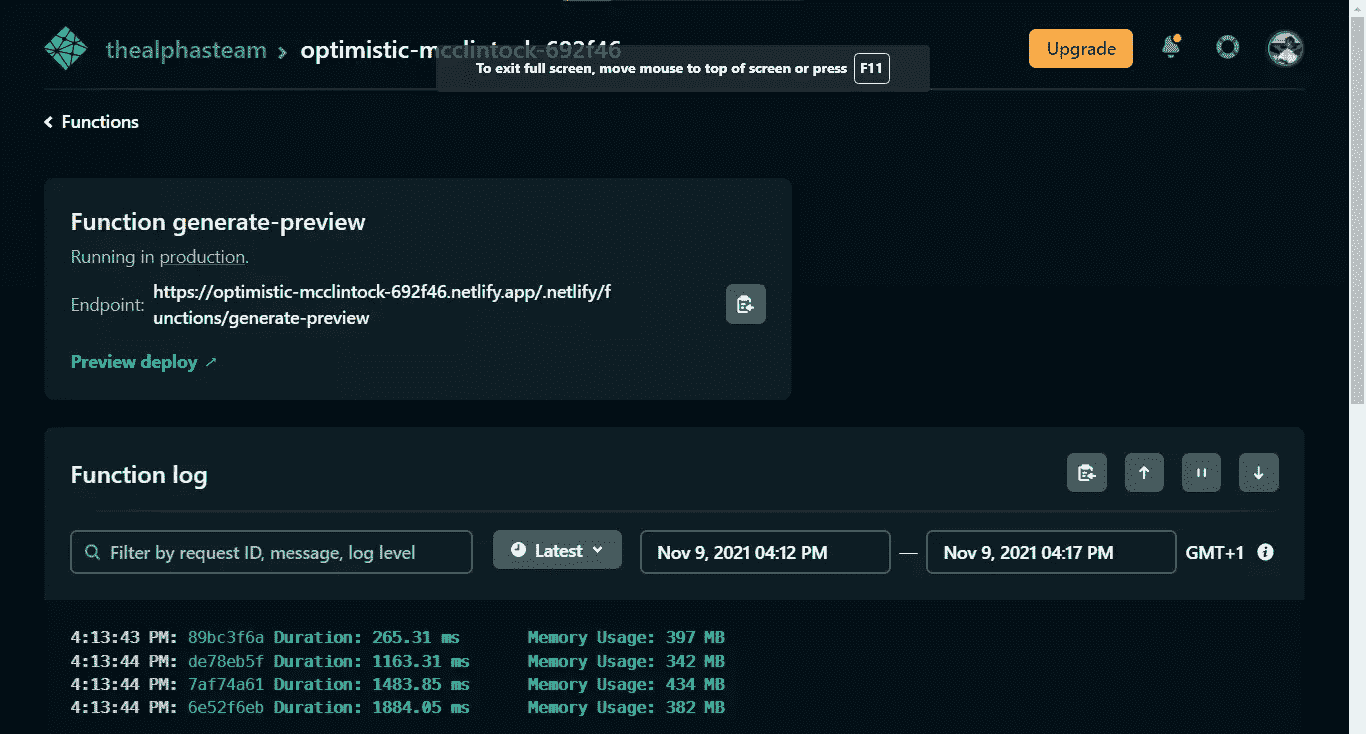 thealphasteam > optimistic-mcclintock-692f46
Upgrade
To exit full screen, move mouse to top of screen or press F11
Functions
Function generate-preview
Running in production.
Endpoint: https://optimistic-mcclintock-692f46.netlify.app/.netlify/f
unctions/generate-preview
Preview deploy ↗
Function log
Filter by request ID, message, log level
Latest
Nov 9, 2021 04:12 PM — Nov 9, 2021 04:17 PM GMT+1
4:13:43 PM: 89bc3f6a Duration: 265.31 ms Memory Usage: 397 MB
4:13:44 PM: de78eb5f Duration: 1163.31 ms Memory Usage: 342 MB
4:13:44 PM: 7af74a61 Duration: 1483.85 ms Memory Usage: 434 MB
4:13:44 PM: 6e52f6eb Duration: 1884.05 ms Memory Usage: 382 MB